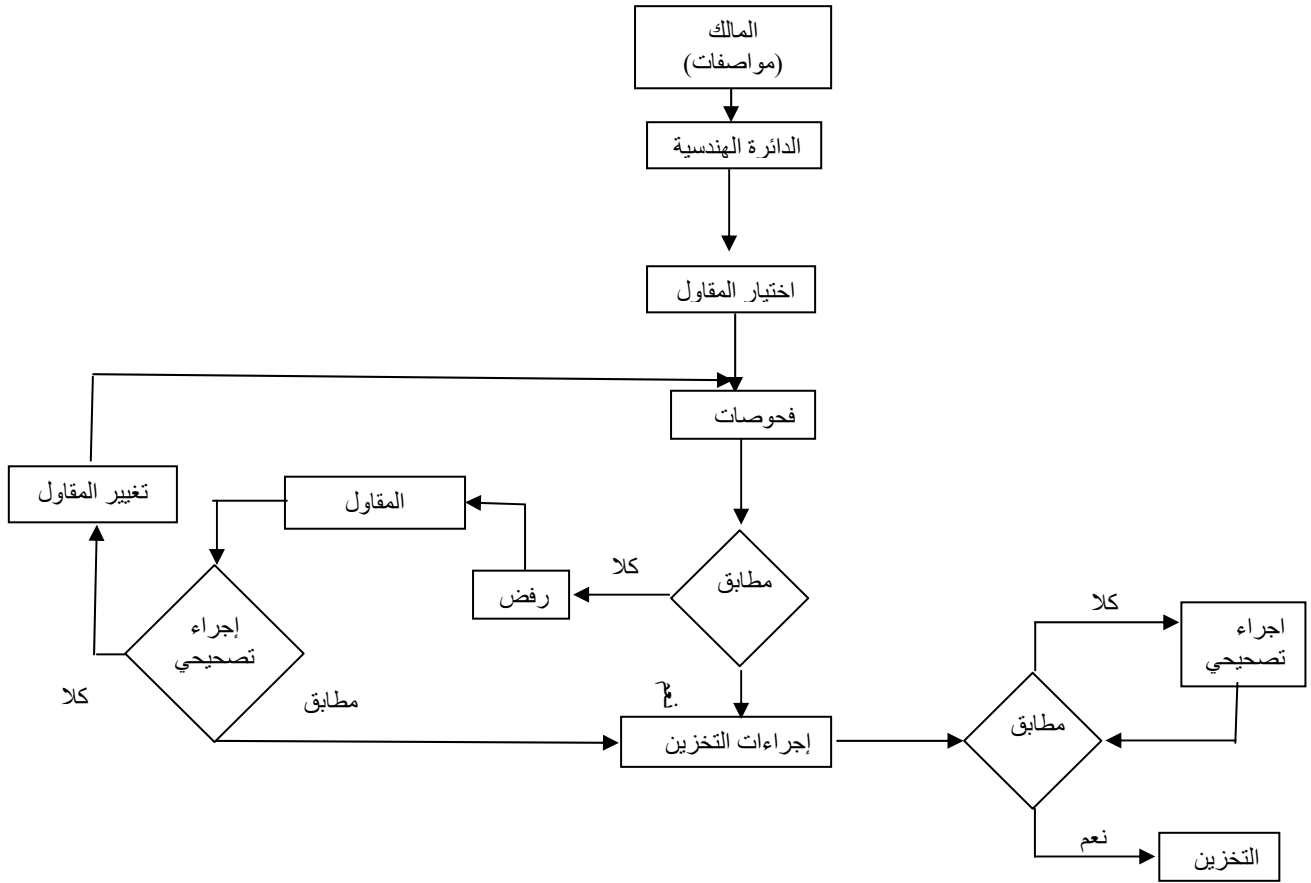 المالك
(مواصفات)
الدائرة الهندسية
اختيار المقاول
فحوصات
تغيير المقاول
المقاول
مطابق
كلا
رفض
إجراء
تصحيحي
كلا
مطابق
نعم
إجراءات التخزين
مطابق
كلا
اجراء
تصحيحي
نعم
التخزين